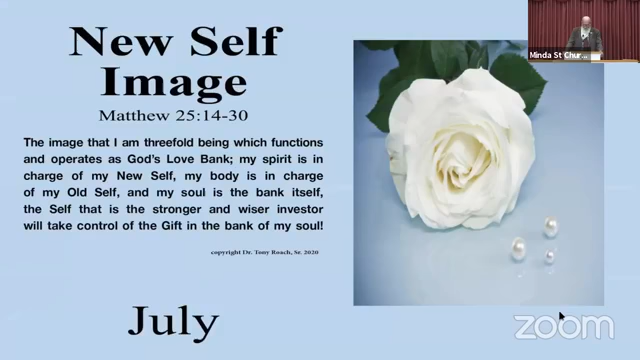 New Self
Image
Matthew 25:14-30
The image that I am threefold being which functions
and operates as God's Love Bank; my spirit is in
charge of my New Self, my body is in charge
of my Old Self, and my soul is the bank itself,
the Self that is the stronger and wiser investor
will take control of the Gift in the bank of my soul!
copyright Dr. Tony Roach, Sr. 2020
July
Minda St Chur...
zoom